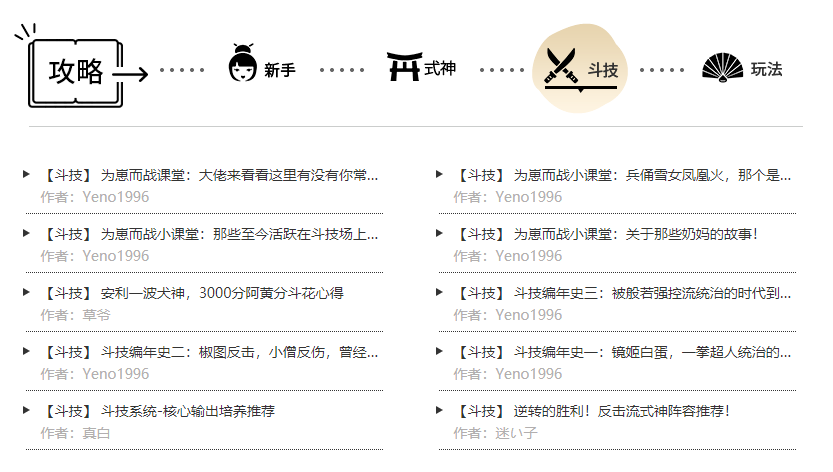 攻略
新手
式神
斗技
玩法
【斗技】 为崽而战课堂：大佬来看看这里有没有你常...
作者：Yeno1996
【斗技】 为崽而战小课堂：兵俑雪女凤凰火，那个是...
作者：Yeno1996
【斗技】 为崽而战小课堂：那些至今活跃在斗技场上...
作者：Yeno1996
【斗技】 为崽而战小课堂：关于那些奶妈的故事！
作者：Yeno1996
【斗技】 安利一波犬神，3000分阿黄分斗花心得
作者：草爷
【斗技】 斗技编年史三：被般若强控流统治的时代到...
作者：Yeno1996
【斗技】 斗技编年史二：椒图反击，小僧反伤，曾经...
作者：Yeno1996
【斗技】 斗技编年史一：镜姬白蛋，一拳超人统治的...
作者：Yeno1996
【斗技】 斗技系统-核心输出培养推荐
作者：真白
【斗技】 逆转的胜利！反击流式神阵容推荐！
作者：迷い子